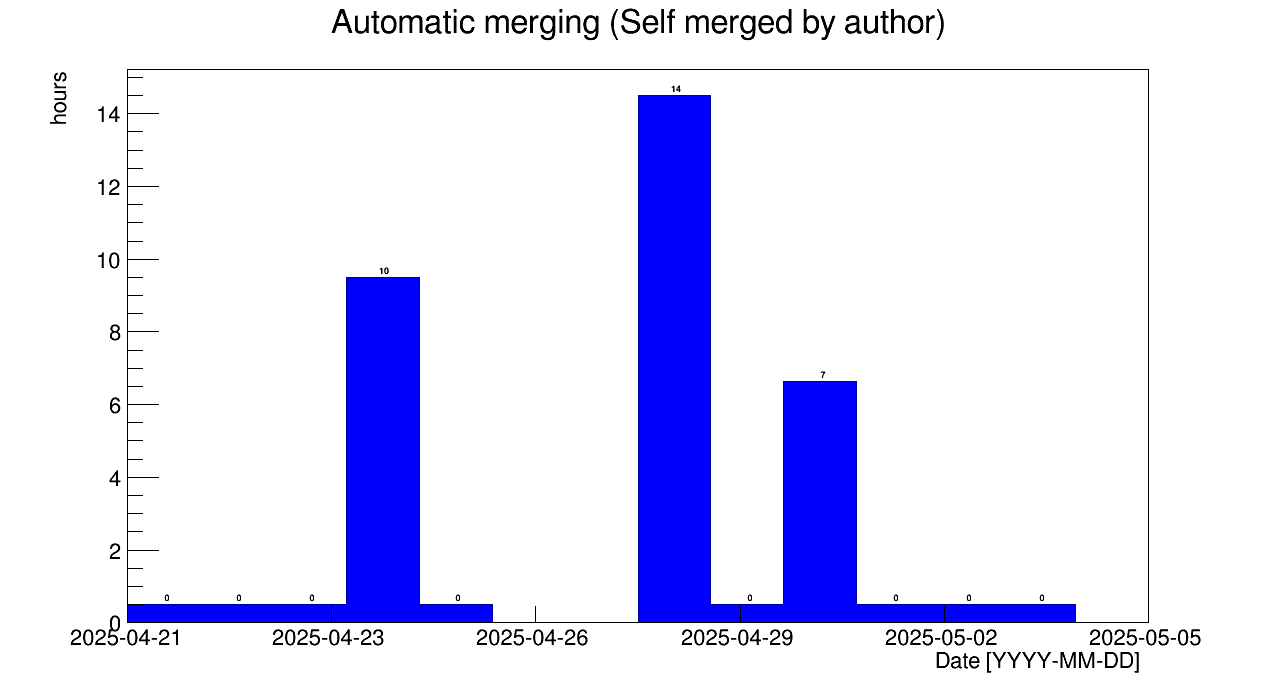 Automatic merging (Self merged by author)
hours
14
14
12
10
10
8
7
6
4
2
0 0 0 0 0 0 0 0
0
2025-04-21 2025-04-23 2025-04-26 2025-04-29 2025-05-02 2025-05-05
Date [YYYY-MM-DD]